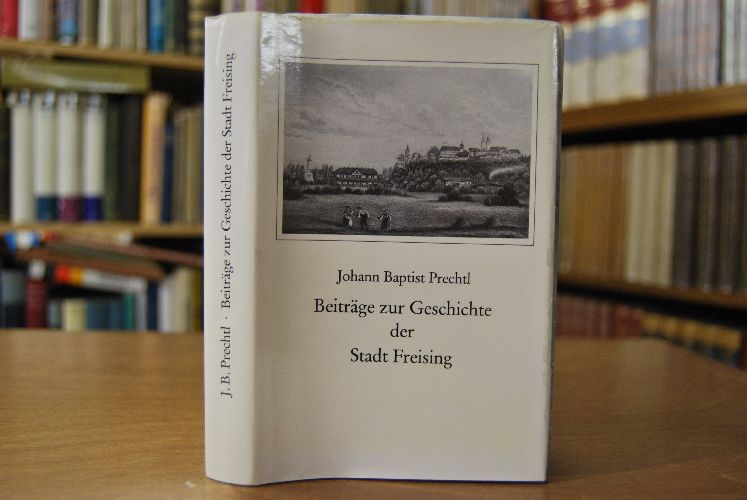 J. B. Prechtl · Beiträge zur Geschichte der Stadt Freising
Johann Baptist Prechtl
Beiträge zur Geschichte
der
Stadt Freising